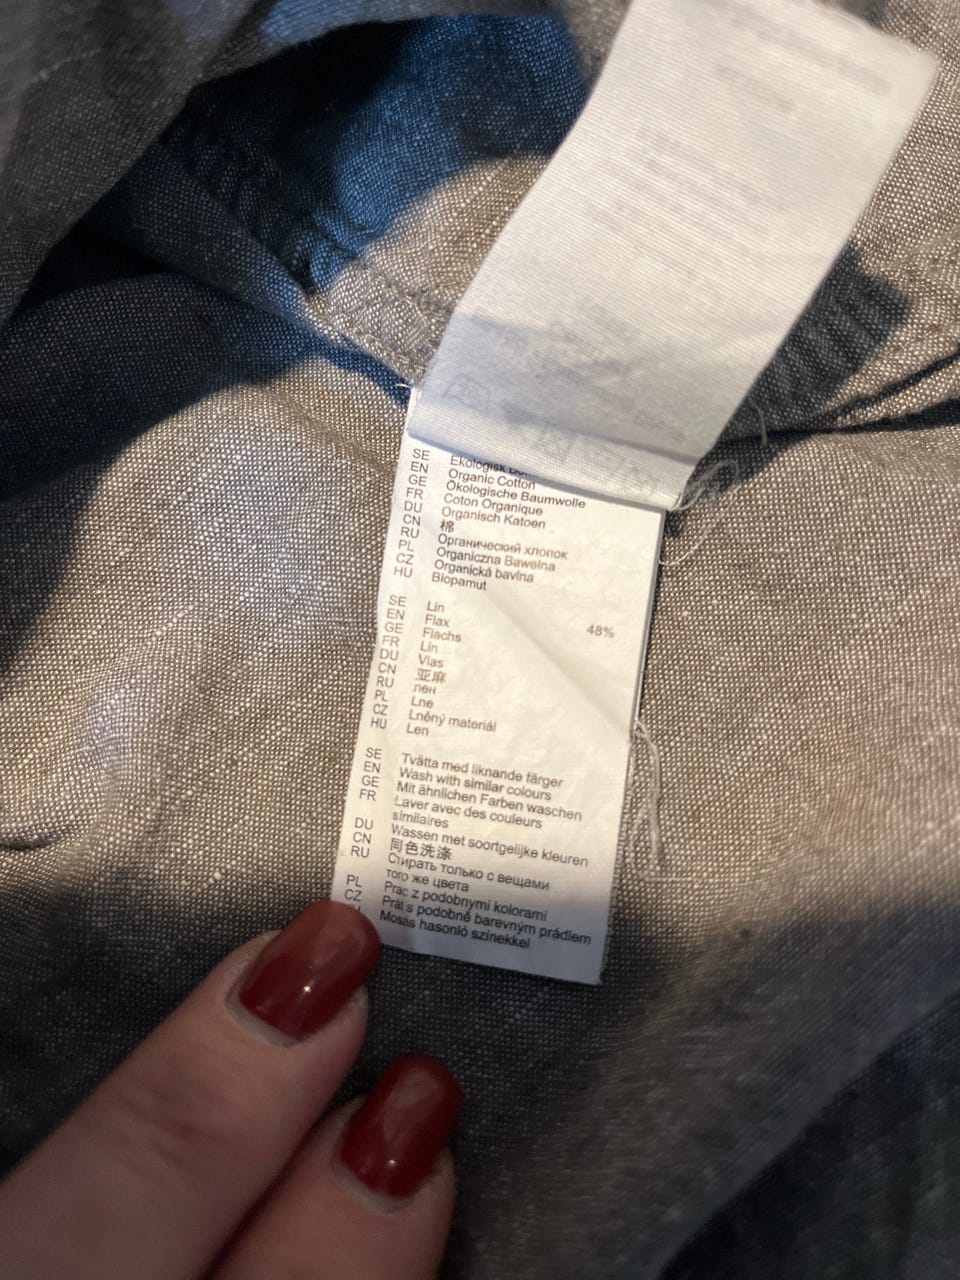 SE Ekologisk
EN Organic Cotton
GE Ökologische Baumwolle
FR Coton Organique
DU Organisch Katoen
CN 棉
RU Органический хлопок
PL Organiczna Bawełna
CZ Organická bavlna
HU Biopamut
SE Lin 48%
EN Flax
GE Flachs
FR Lin
DU Vlas
CN 亚麻
RU лен
PL Lne
CZ Lněný materiál
HU Len
SE Tvätta med liknande färger
EN Wash with similar colours
GE Mit ähnlichen Farben waschen
FR Laver avec des couleurs
similaires
DU Wassen met soortgelijke kleuren
CN 同色洗涤
RU Стирать только с вещами
того же цвета
PL Prac z podobnymi kolorami
CZ Prát s podobně barevným prádlem
Mosás hasonló színekkel